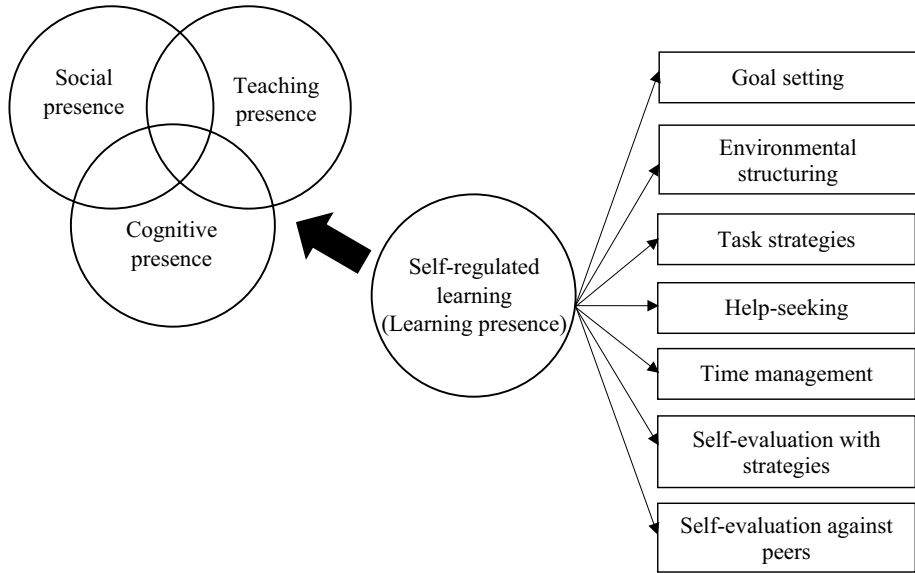 Social
presence
Teaching
presence
Cognitive
presence
Self-regulated
learning
(Learning presence)
Goal setting
Environmental
structuring
Task strategies
Help-seeking
Time management
Self-evaluation with
strategies
Self-evaluation against
peers